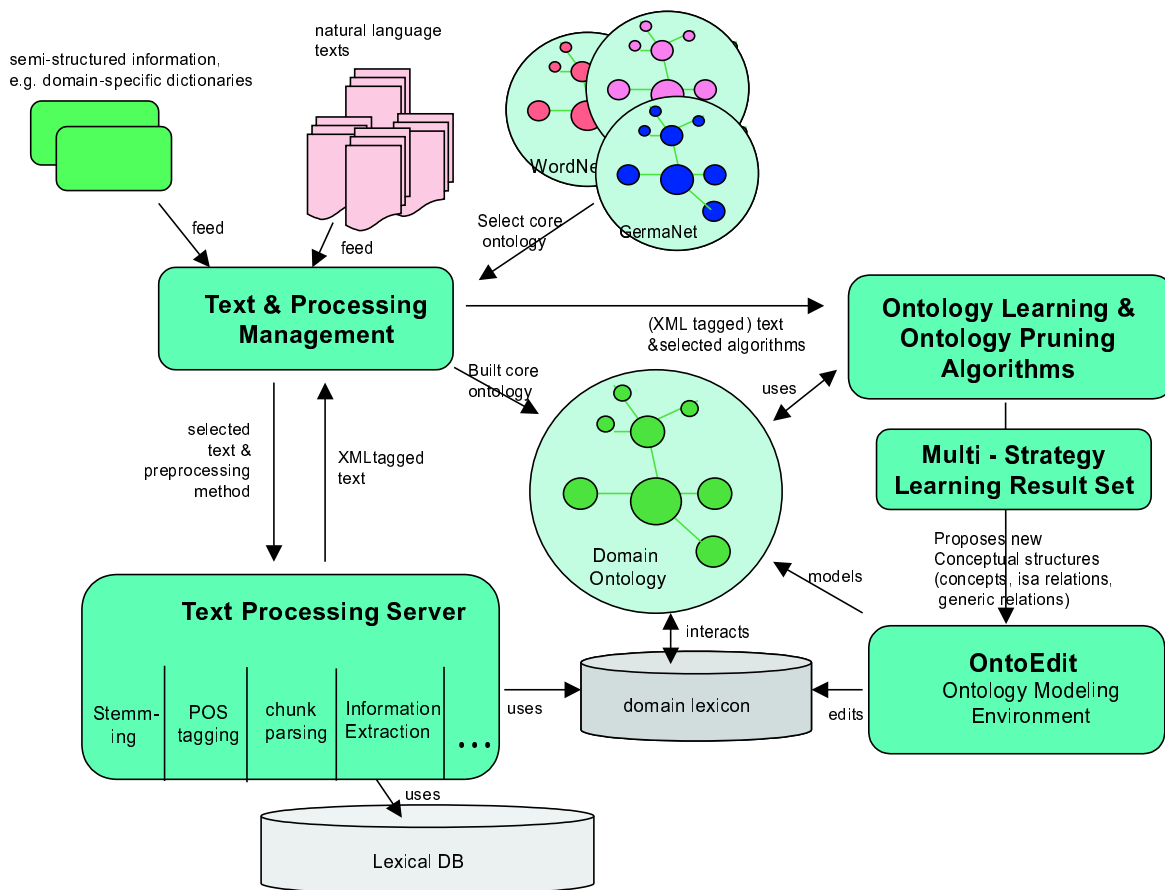 natural language
texts
semi-structured information,
e.g. domain-specific dictionaries
WordNe
GermaNet
feed
feed
Select core
ontology
Text & Processing
Management
(XML tagged) text
&selected algorithms
Ontology Learning &
Ontology Pruning
Algorithms
Built core
ontology
uses
selected
text &
preprocessing
method
XMLtagged
text
Multi - Strategy
Learning Result Set
Domain
Ontology
Proposes new
Conceptual structures
(concepts, isa relations,
generic relations)
models
Text Processing Server
Stemm-
ing
POS
tagging
chunk
parsing
Information
Extraction
...
uses
interacts
domain lexicon
edits
OntoEdit
Ontology Modeling
Environment
uses
Lexical DB